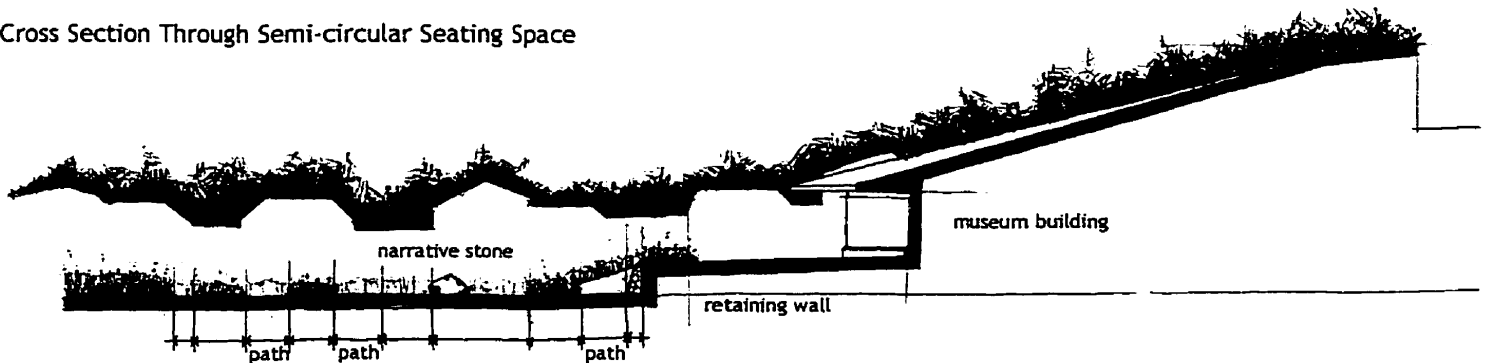 Cross Section Through Semi-circular Seating Space
museum building
narrative stone
retaining wall
path path path